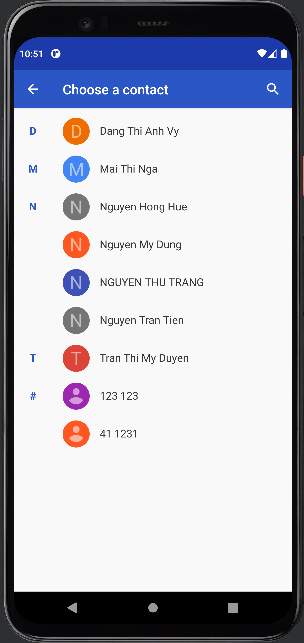 10:51
Choose a contact
D D Dang Thi Anh Vy
M M Mai Thi Nga
N N Nguyen Hong Hue
N Nguyen My Dung
N NGUYEN THU TRANG
N Nguyen Tran Tien
T T Tran Thi My Duyen
# 123 123
41 1231